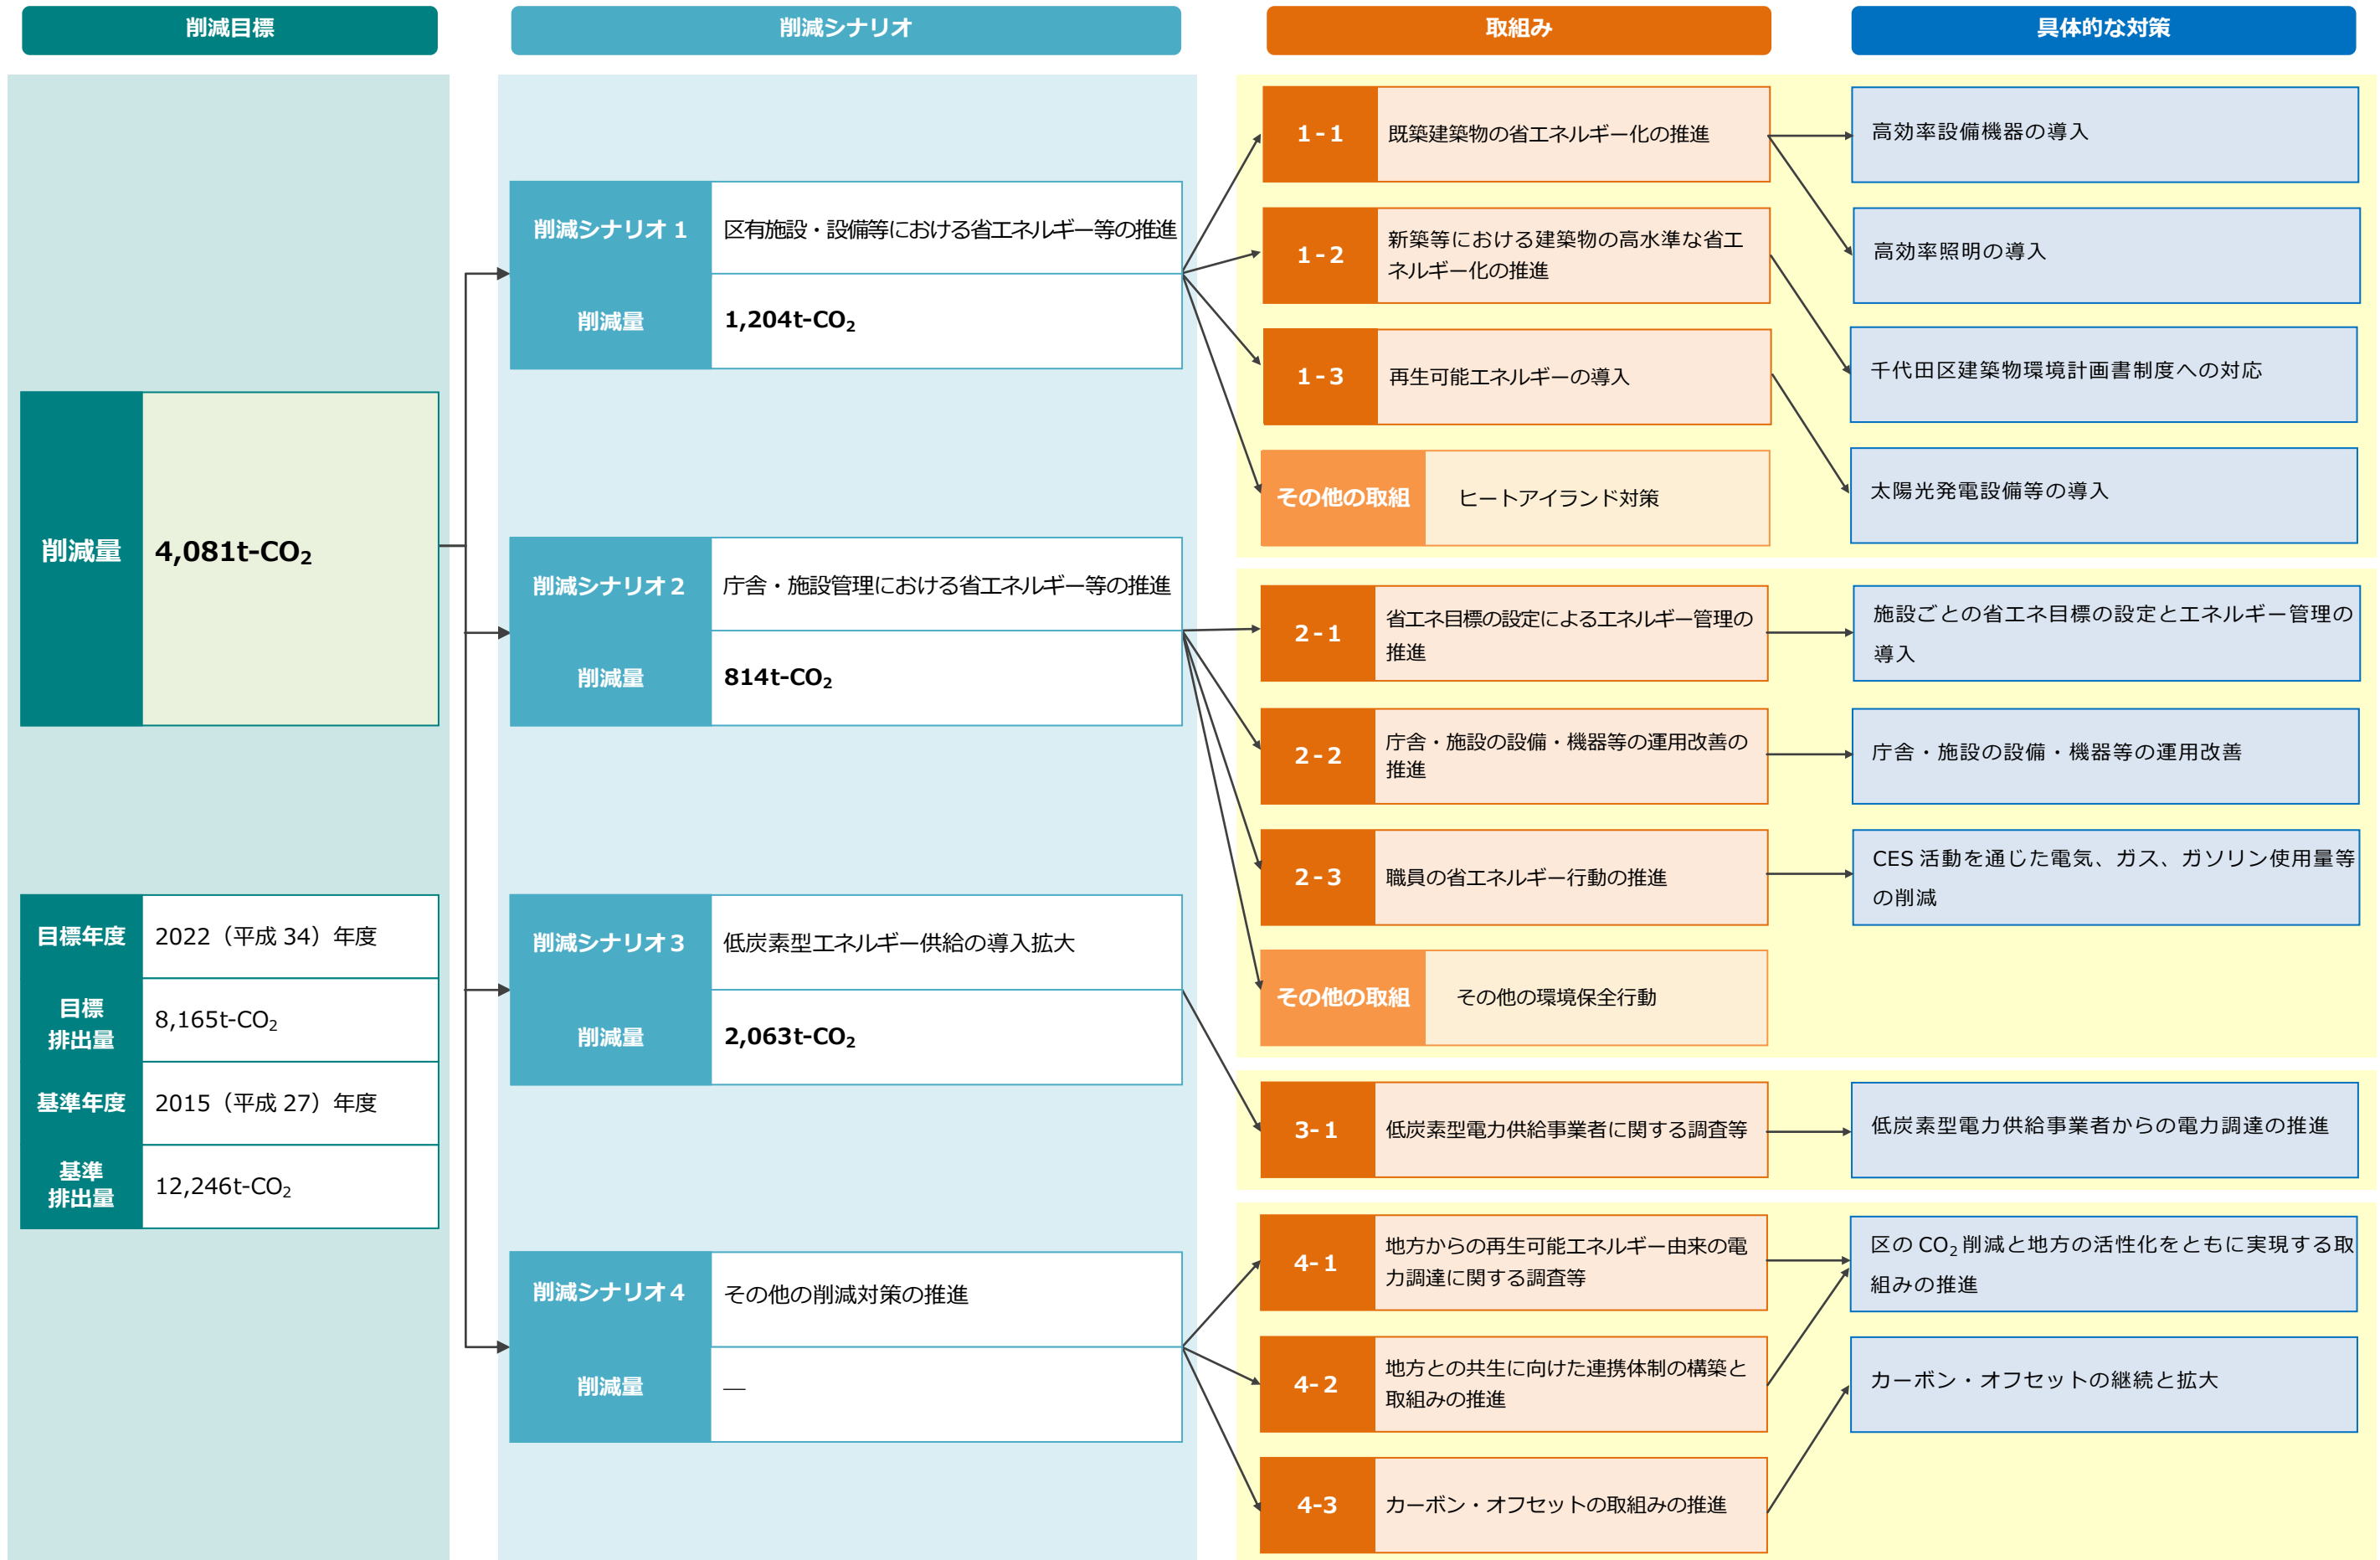 削減目標
削減シナリオ
取組み
具体的な対策
削減量
4,081t-CO₂
目標年度
2022（平成 34）年度
目標
排出量
8,165t-CO₂
基準年度
2015（平成 27）年度
基準
排出量
12,246t-CO₂
削減シナリオ 1
区有施設・設備等における省エネルギー等の推進
削減量
1,204t-CO₂
削減シナリオ 2
庁舎・施設管理における省エネルギー等の推進
削減量
814t-CO₂
削減シナリオ 3
低炭素型エネルギー供給の導入拡大
削減量
2,063t-CO₂
削減シナリオ 4
その他の削減対策の推進
削減量
―
1-1
既築建築物の省エネルギー化の推進
1-2
新築等における建築物の高水準な省エ
ネルギー化の推進
1-3
再生可能エネルギーの導入
その他の取組
ヒートアイランド対策
高効率設備機器の導入
高効率照明の導入
千代田区建築物環境計画書制度への対応
太陽光発電設備等の導入
2-1
省エネ目標の設定によるエネルギー管理の
推進
2-2
庁舎・施設の設備・機器等の運用改善の
推進
2-3
職員の省エネルギー行動の推進
その他の取組
その他の環境保全行動
施設ごとの省エネ目標の設定とエネルギー管理の
導入
庁舎・施設の設備・機器等の運用改善
CES 活動を通じた電気、ガス、ガソリン使用量等
の削減
3-1
低炭素型電力供給事業者に関する調査等
低炭素型電力供給事業者からの電力調達の推進
4-1
地方からの再生可能エネルギー由来の電
力調達に関する調査等
4-2
地方との共生に向けた連携体制の構築と
取組みの推進
4-3
カーボン・オフセットの取組みの推進
区の CO₂ 削減と地方の活性化をともに実現する取
組みの推進
カーボン・オフセットの継続と拡大